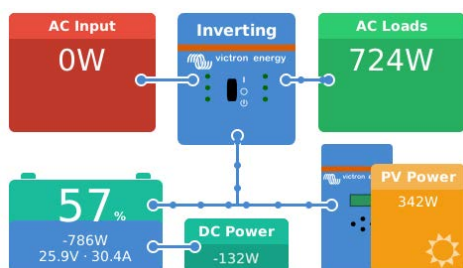 AC Input
0W
Inverting
victron energy
I
AC Loads
724W
57 %
-786W
25.9V · 30.4A
DC Power
-132W
victron e
PV Power
342W